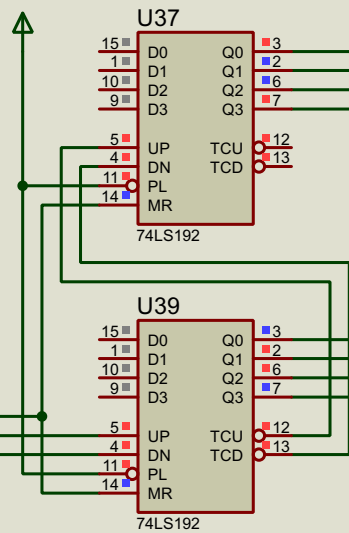 U37
15 D0 Q0 3
1 D1 Q1 2
10 D2 Q2 6
9 D3 Q3 7
5 UP TCU 12
4 DN TCD 13
11 PL
14 MR
74LS192
U39
15 D0 Q0 3
1 D1 Q1 2
10 D2 Q2 6
9 D3 Q3 7
5 UP TCU 12
4 DN TCD 13
11 PL
14 MR
74LS192